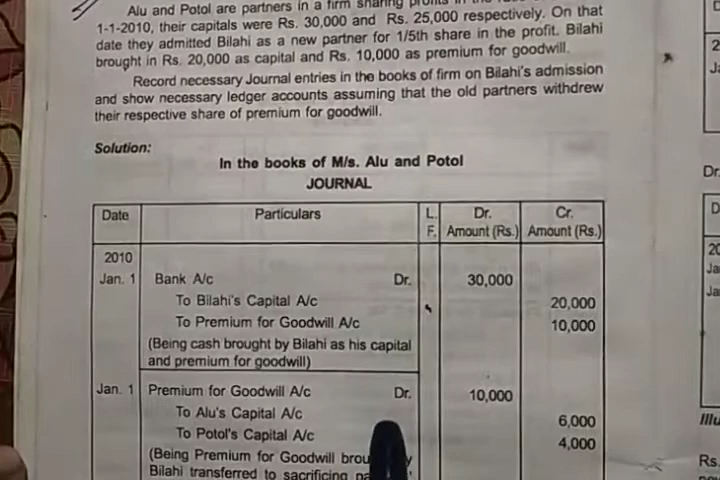 Alu and Potol are partners in a firm sharing profits in the
1-1-2010, their capitals were Rs. 30,000 and Rs. 25,000 respectively. On that
date they admitted Bilahi as a new partner for 1/5th share in the profit. Bilahi
brought in Rs. 20,000 as capital and Rs. 10,000 as premium for goodwill.
Record necessary Journal entries in the books of firm on Bilahi's admission
and show necessary ledger accounts assuming that the old partners withdrew
their respective share of premium for goodwill.
Solution:
In the books of M/s. Alu and Potol
JOURNAL
Date Particulars L. F. Dr. Amount (Rs.) Cr. Amount (Rs.)
2010
Jan. 1 Bank A/c Dr. 30,000
To Bilahi's Capital A/c 20,000
To Premium for Goodwill A/c 10,000
(Being cash brought by Bilahi as his capital
and premium for goodwill)
Jan. 1 Premium for Goodwill A/c Dr. 10,000
To Alu's Capital A/c 6,000
To Potol's Capital A/c 4,000
(Being Premium for Goodwill
Bilahi transferred to sacrificing
Dr.
D
20
Ja
Ja
Illu
Rs.